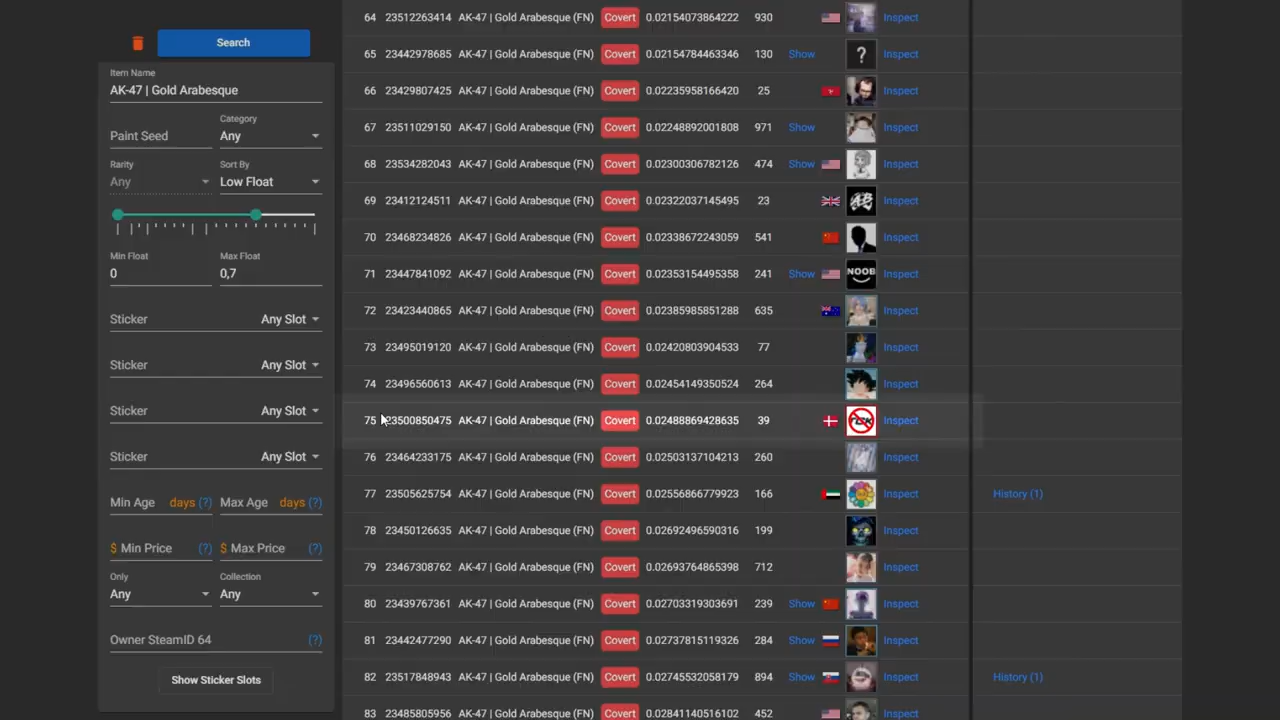 Search
Item Name
AK-47 | Gold Arabesque
Category
Paint Seed Any
Rarity Sort By
Any Low Float
Min Float Max Float
0 0,7
Sticker Any Slot
Sticker Any Slot
Sticker Any Slot
Sticker Any Slot
Min Age days (?) Max Age days (?)
$ Min Price (?) $ Max Price (?)
Only Collection
Any Any
Owner SteamID 64 (?)
Show Sticker Slots
64 23512263414 AK-47 | Gold Arabesque (FN) Covert 0.02154073864222 930 Inspect
65 23442978685 AK-47 | Gold Arabesque (FN) Covert 0.02154784463346 130 Show ? Inspect
66 23429887425 AK-47 | Gold Arabesque (FN) Covert 0.02235958166420 25 Inspect
67 23511029150 AK-47 | Gold Arabesque (FN) Covert 0.02248892001808 971 Show Inspect
68 23534282043 AK-47 | Gold Arabesque (FN) Covert 0.02300306782126 474 Show Inspect
69 23412124511 AK-47 | Gold Arabesque (FN) Covert 0.02322037145495 23 Inspect
70 23468234826 AK-47 | Gold Arabesque (FN) Covert 0.02338672243059 541 Inspect
71 23447841092 AK-47 | Gold Arabesque (FN) Covert 0.02353154495358 241 Show NOOB Inspect
72 23423440865 AK-47 | Gold Arabesque (FN) Covert 0.02385985851288 635 Inspect
73 23495019120 AK-47 | Gold Arabesque (FN) Covert 0.02420803904533 77 Inspect
74 23496560613 AK-47 | Gold Arabesque (FN) Covert 0.02454149350524 264 Inspect
75 AK-47 | Gold Arabesque (FN) Covert 0.02488869428635 39 Inspect
76 23464233175 AK-47 | Gold Arabesque (FN) Covert 0.02503137104213 260 Inspect
77 23505625734 AK-47 | Gold Arabesque (FN) Covert 0.02556866779923 166 Inspect History (1)
78 23450126635 AK-47 | Gold Arabesque (FN) Covert 0.02692496590316 199 Inspect
79 23467308762 AK-47 | Gold Arabesque (FN) Covert 0.02693764865398 712 Inspect
80 23439767361 AK-47 | Gold Arabesque (FN) Covert 0.02703319303691 239 Show Inspect
81 23442477290 AK-47 | Gold Arabesque (FN) Covert 0.02737815119326 284 Show Inspect
82 23517848943 AK-47 | Gold Arabesque (FN) Covert 0.02745532058179 894 Show Inspect History (1)
83 23485805956 AK-47 | Gold Arabesque (FN) Covert 0.02841140516102 452 Inspect